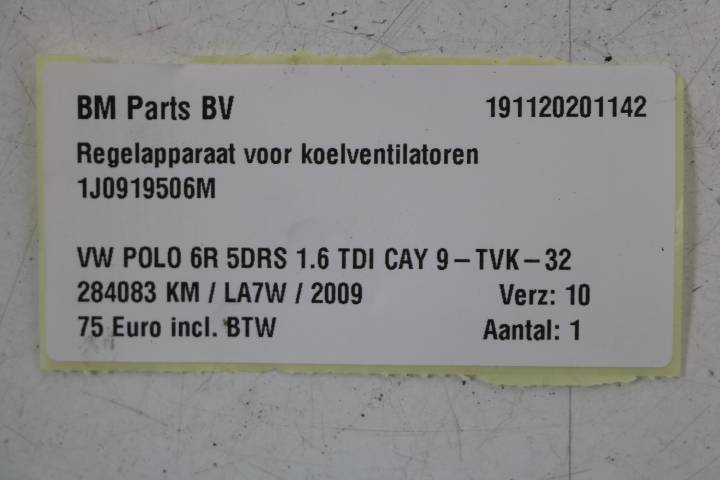 BM Parts BV 191120201142
Regelapparaat voor koelventilatoren
1J0919506M
VW POLO 6R 5DRS 1.6 TDI CAY 9-TVK-32
284083 KM / LA7W / 2009 Verz: 10
75 Euro incl. BTW Aantal: 1